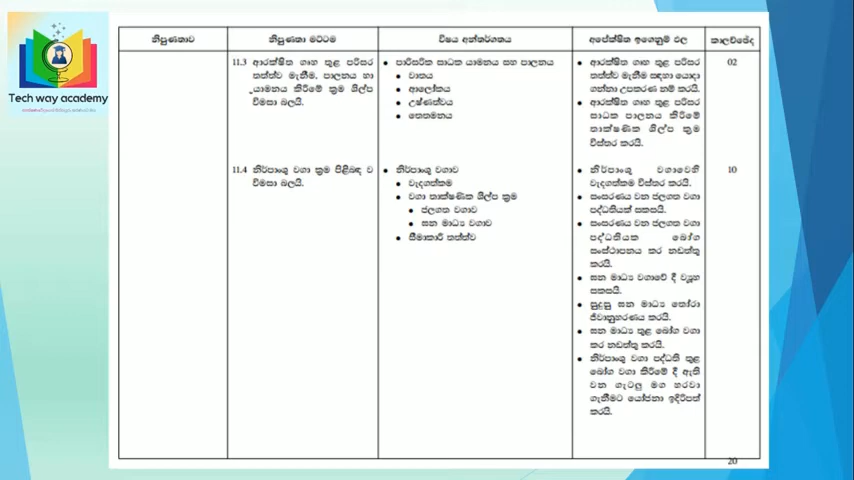 Tech way academy
නිපුණතාව
නිපුණතා මට්ටම
විෂය අන්තර්ගතය
අපේක්ෂිත ඉගෙනුම් ඵල
කාලච්ඡේද
11.3 ආරක්ෂිත ගෘහ තුළ පරිසර
තත්ත්ව මැනීම, පාලනය හා
යාමනය කිරීමේ ක්‍රම ශිල්ප
විමසා බලයි.
• පාරිසරික සාධක යාමනය සහ පාලනය
• වාතය
• ආලෝකය
• උෂ්ණත්වය
• තෙතමනය
• ආරක්ෂිත ගෘහ තුළ පරිසර
තත්ත්ව මැනීම සඳහා යොදා
ගන්නා උපකරණ නම් කරයි.
• ආරක්ෂිත ගෘහ තුළ පරිසර
සාධක පාලනය කිරීමේ
තාක්ෂණික ශිල්ප ක්‍රම
විස්තර කරයි.
02
11.4 නිර්පාංශු වගා ක්‍රම පිළිබඳ ව
විමසා බලයි.
• නිර්පාංශු වගාව
• වැදගත්කම
• වගා තාක්ෂණික ශිල්ප ක්‍රම
• ජලගත වගාව
• ඝන මාධ්‍ය වගාව
• සීමාකාරී තත්ත්ව
• නිර්පාංශු වගාවෙහි
වැදගත්කම විස්තර කරයි.
• සංසරණය වන ජලගත වගා
පද්ධතියක් සකසයි.
• සංසරණය වන ජලගත වගා
පද්ධතියක බෝග
සංස්ථාපනය කර නඩත්තු
කරයි.
• ඝන මාධ්‍ය වගාවේ දී ව්‍යුහ
සකසයි.
• සුදුසු ඝන මාධ්‍ය තෝරා
ජීවානුහරණය කරයි.
• ඝන මාධ්‍ය තුළ බෝග වගා
කර නඩත්තු කරයි.
• නිර්පාංශු වගා පද්ධති තුළ
බෝග වගා කිරීමේ දී ඇති
වන ගැටලු මග හරවා
ගැනීමට යෝජනා ඉදිරිපත්
කරයි.
10
20